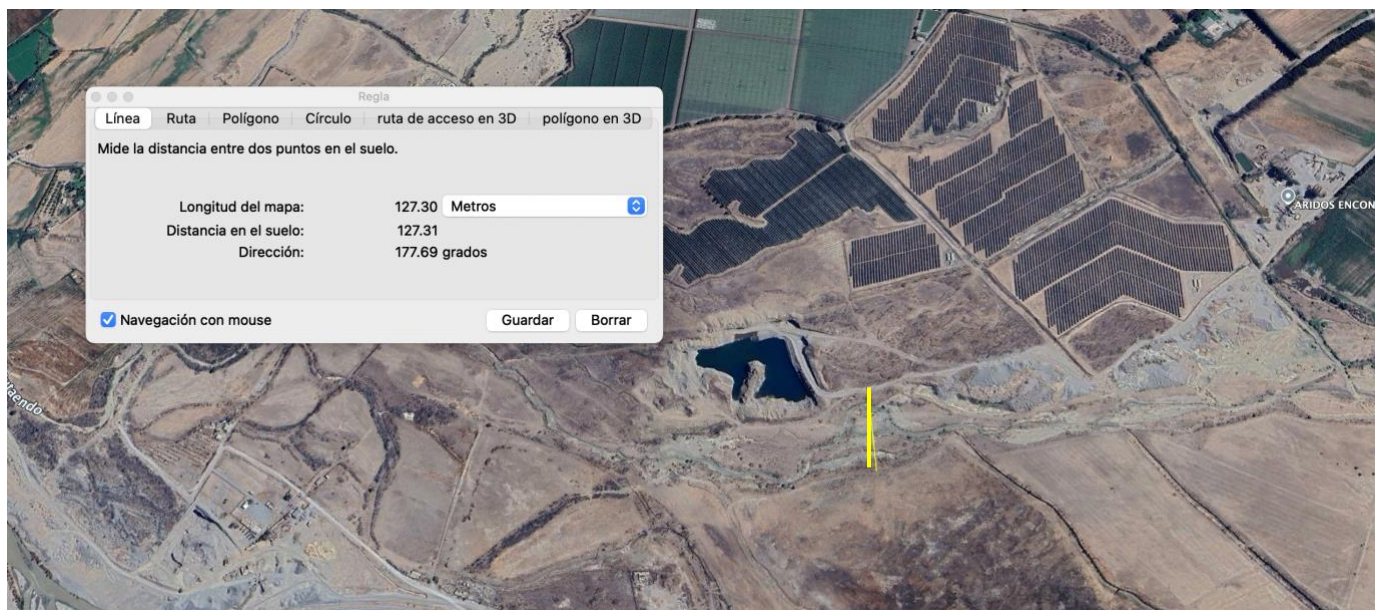 Regla
Línea Ruta Polígono Círculo ruta de acceso en 3D polígono en 3D
Mide la distancia entre dos puntos en el suelo.
Longitud del mapa: 127.30 Metros
Distancia en el suelo: 127.31
Dirección: 177.69 grados
Navegación con mouse Guardar Borrar
ARIDOS ENCON